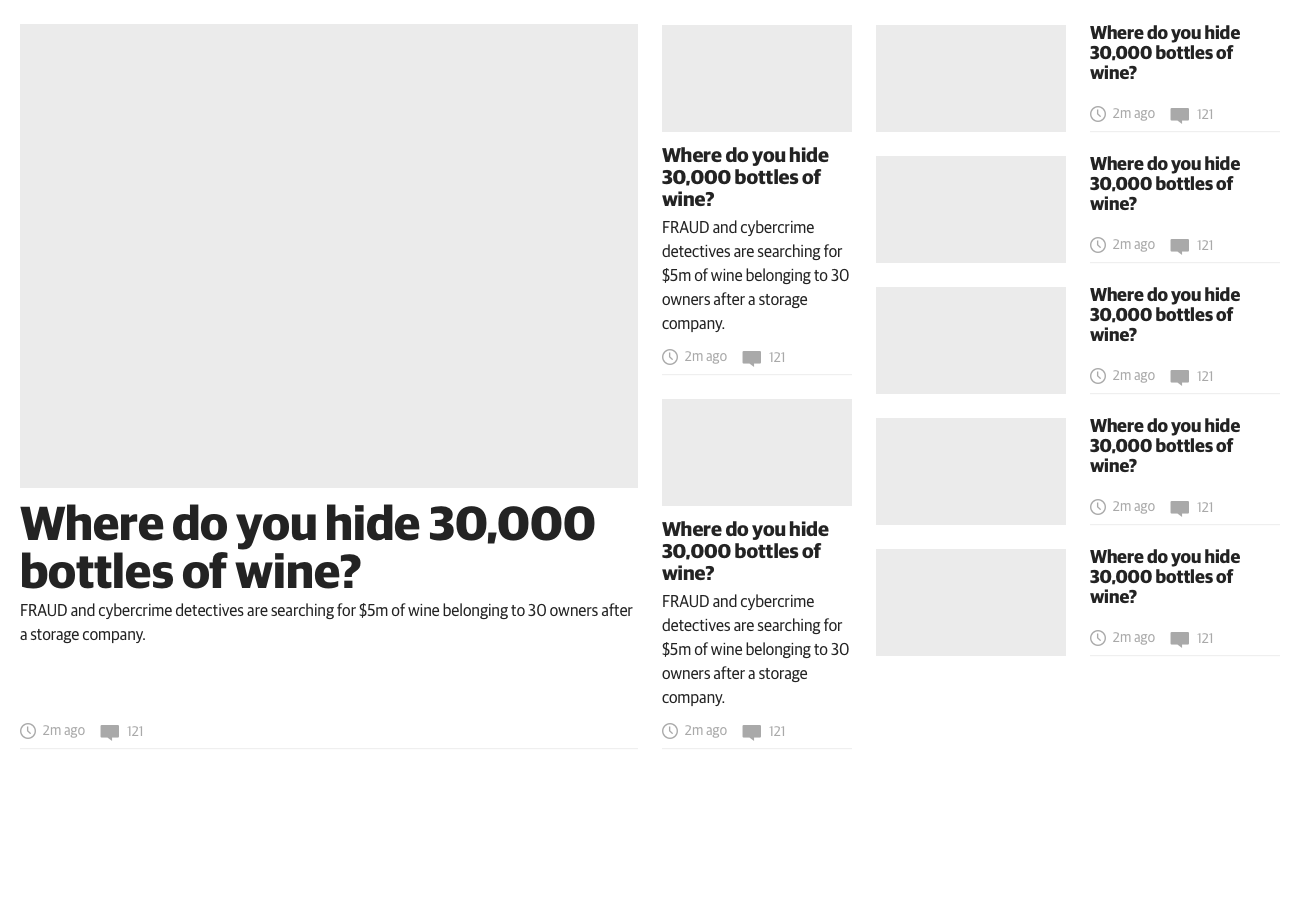 Where do you hide 30,000
bottles of wine?
FRAUD and cybercrime detectives are searching for $5m of wine belonging to 30 owners after
a storage company.
2m ago 121
Where do you hide
30,000 bottles of
wine?
FRAUD and cybercrime
detectives are searching for
$5m of wine belonging to 30
owners after a storage
company.
2m ago 121
Where do you hide
30,000 bottles of
wine?
FRAUD and cybercrime
detectives are searching for
$5m of wine belonging to 30
owners after a storage
company.
2m ago 121
Where do you hide
30,000 bottles of
wine?
2m ago 121
Where do you hide
30,000 bottles of
wine?
2m ago 121
Where do you hide
30,000 bottles of
wine?
2m ago 121
Where do you hide
30,000 bottles of
wine?
2m ago 121
Where do you hide
30,000 bottles of
wine?
2m ago 121